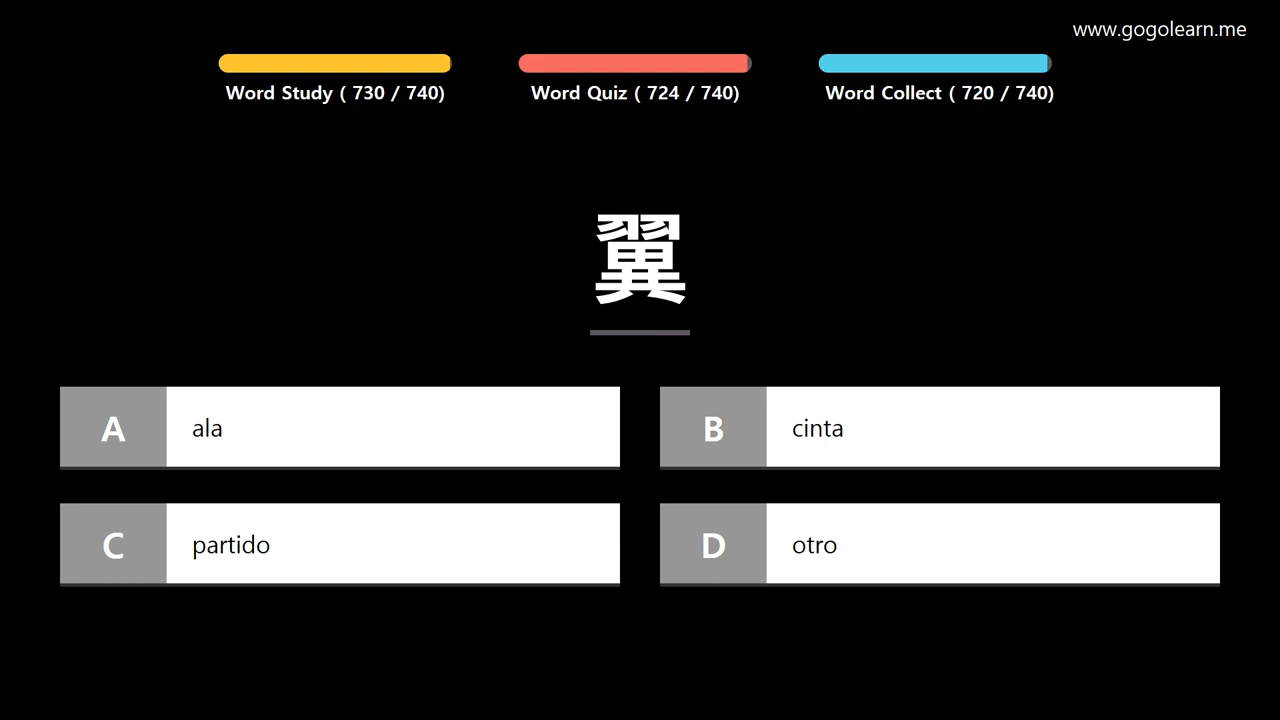 www.gogolearn.me
Word Study ( 730 / 740)
Word Quiz ( 724 / 740)
Word Collect ( 720 / 740)
翼
A ala
B cinta
C partido
D otro